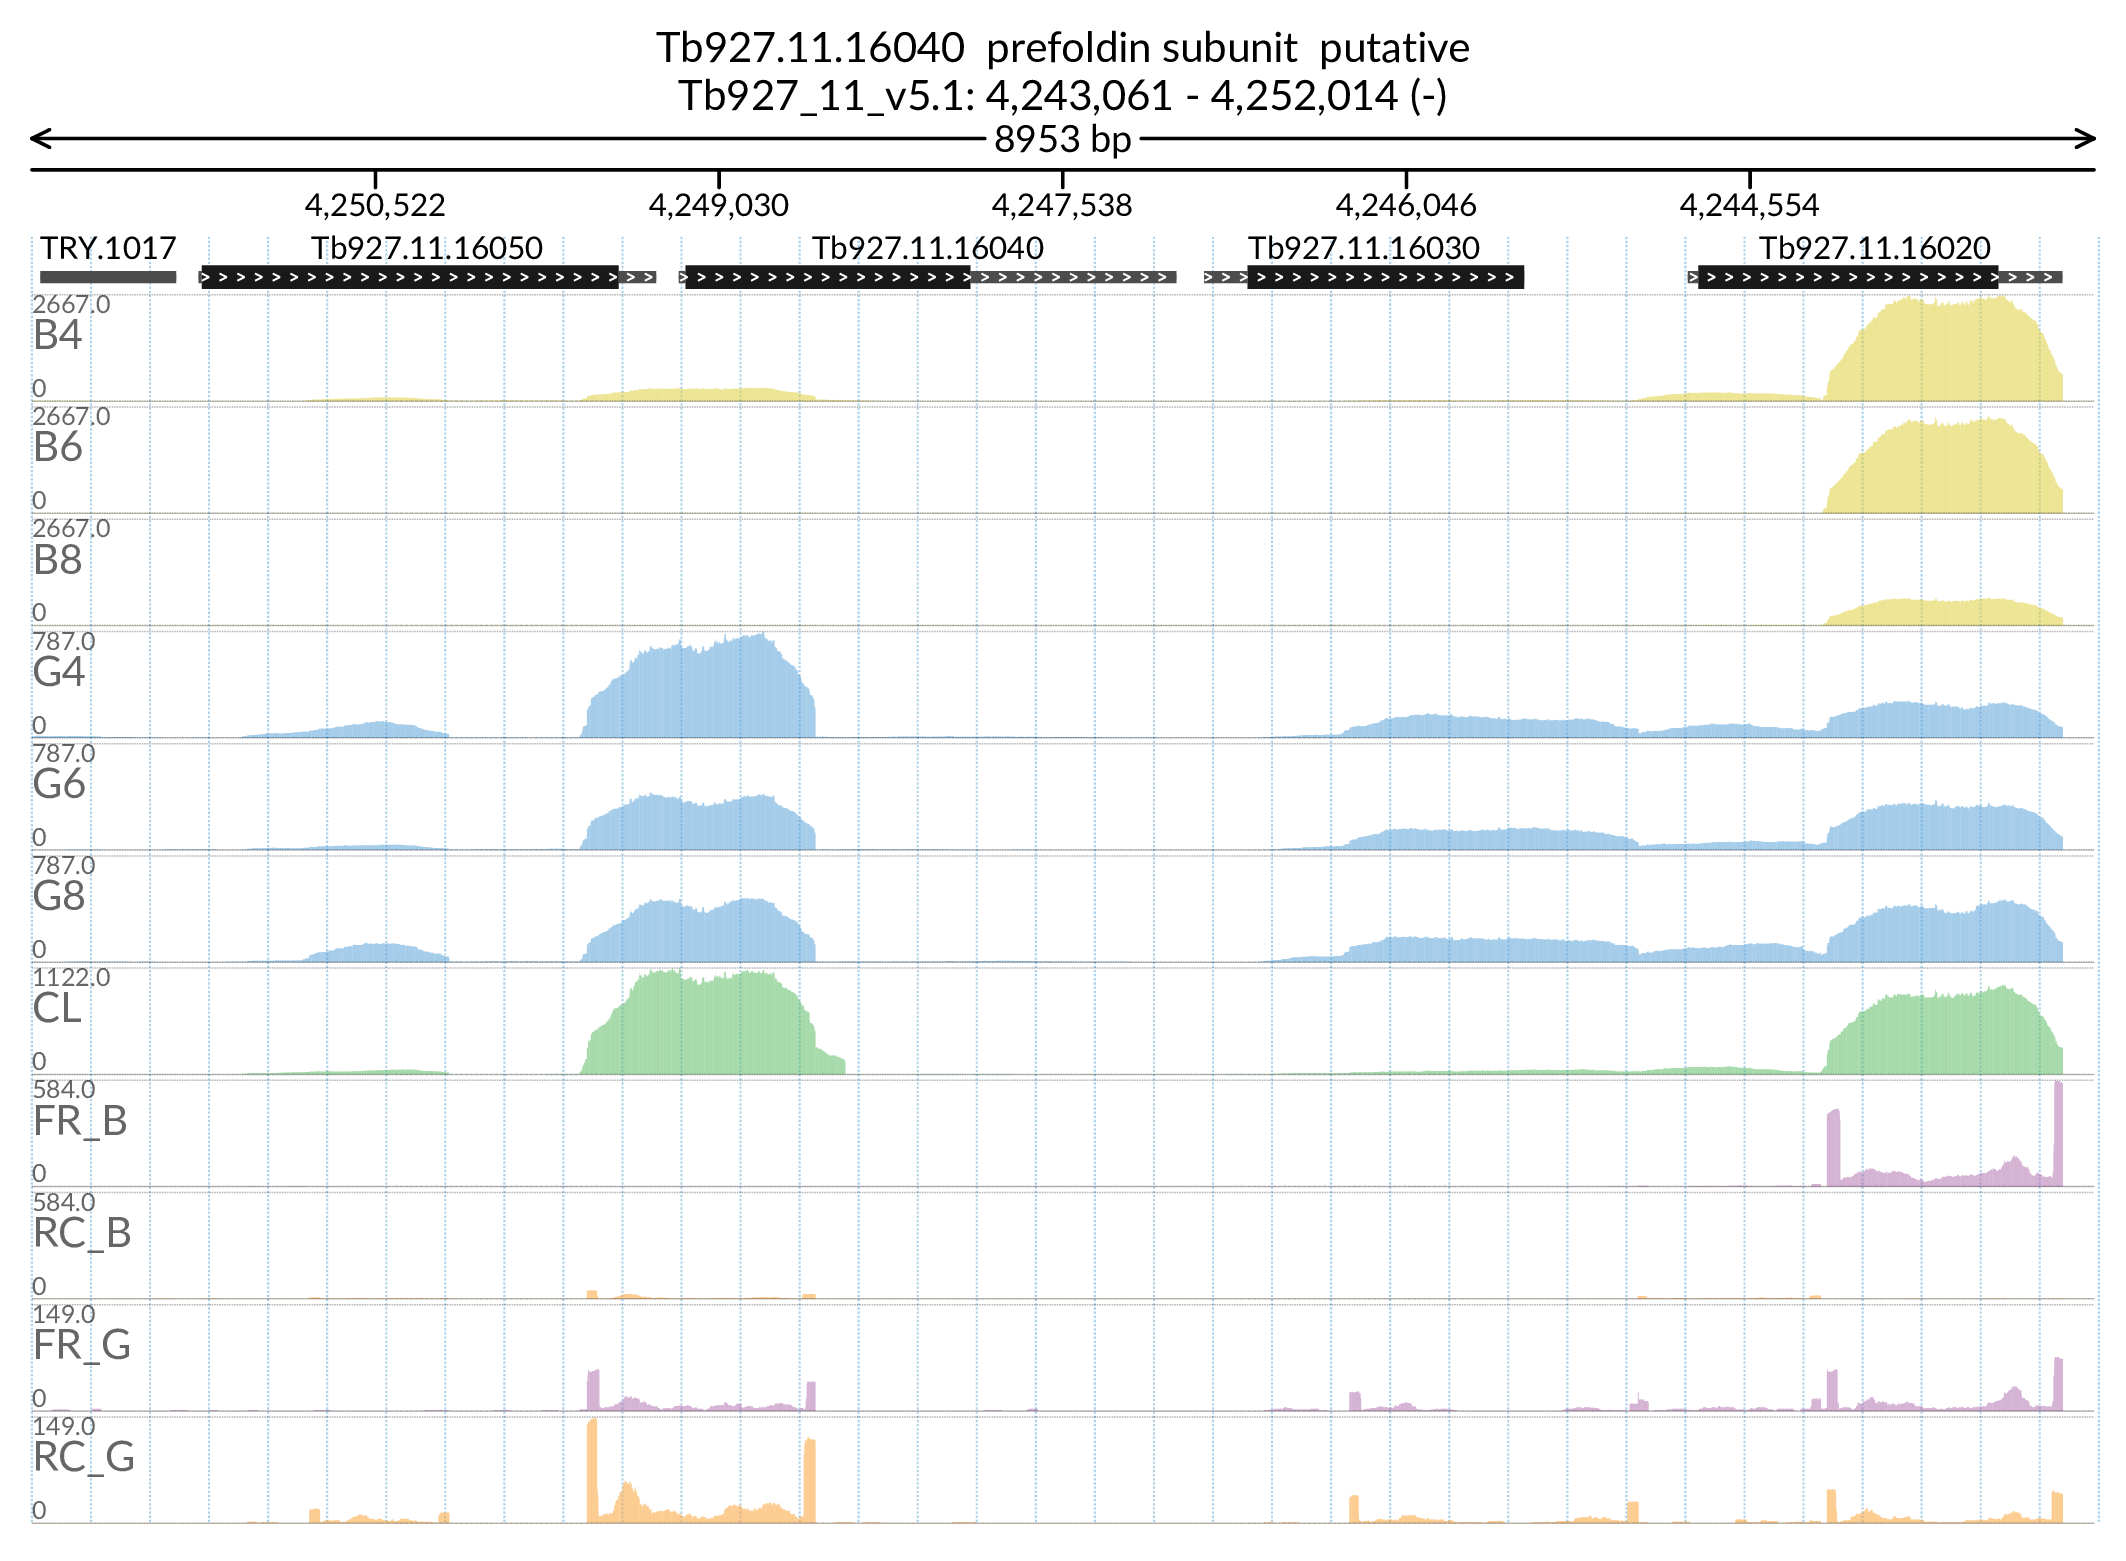 Tb927.11.16040  prefoldin subunit  putative
Tb927_11_v5.1: 4,243,061 - 4,252,014 (-)
8953 bp
4,250,522 4,249,030 4,247,538 4,246,046 4,244,554
TRY.1017 Tb927.11.16050 Tb927.11.16040 Tb927.11.16030 Tb927.11.16020
2667.0
B4
0
2667.0
B6
0
2667.0
B8
0
787.0
G4
0
787.0
G6
0
787.0
G8
0
1122.0
CL
0
584.0
FR_B
0
584.0
RC_B
0
149.0
FR_G
0
149.0
RC_G
0